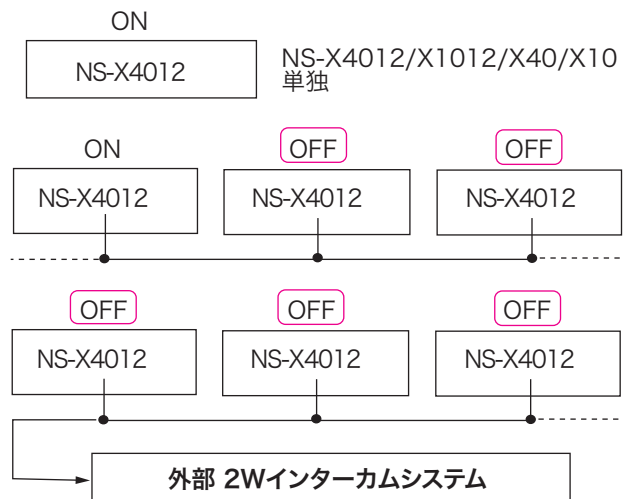 ON
NS-X4012
NS-X4012/X1012/X40/X10
単独
ON OFF OFF
NS-X4012 NS-X4012 NS-X4012
OFF OFF OFF
NS-X4012 NS-X4012 NS-X4012
外部 2Wインターカムシステム